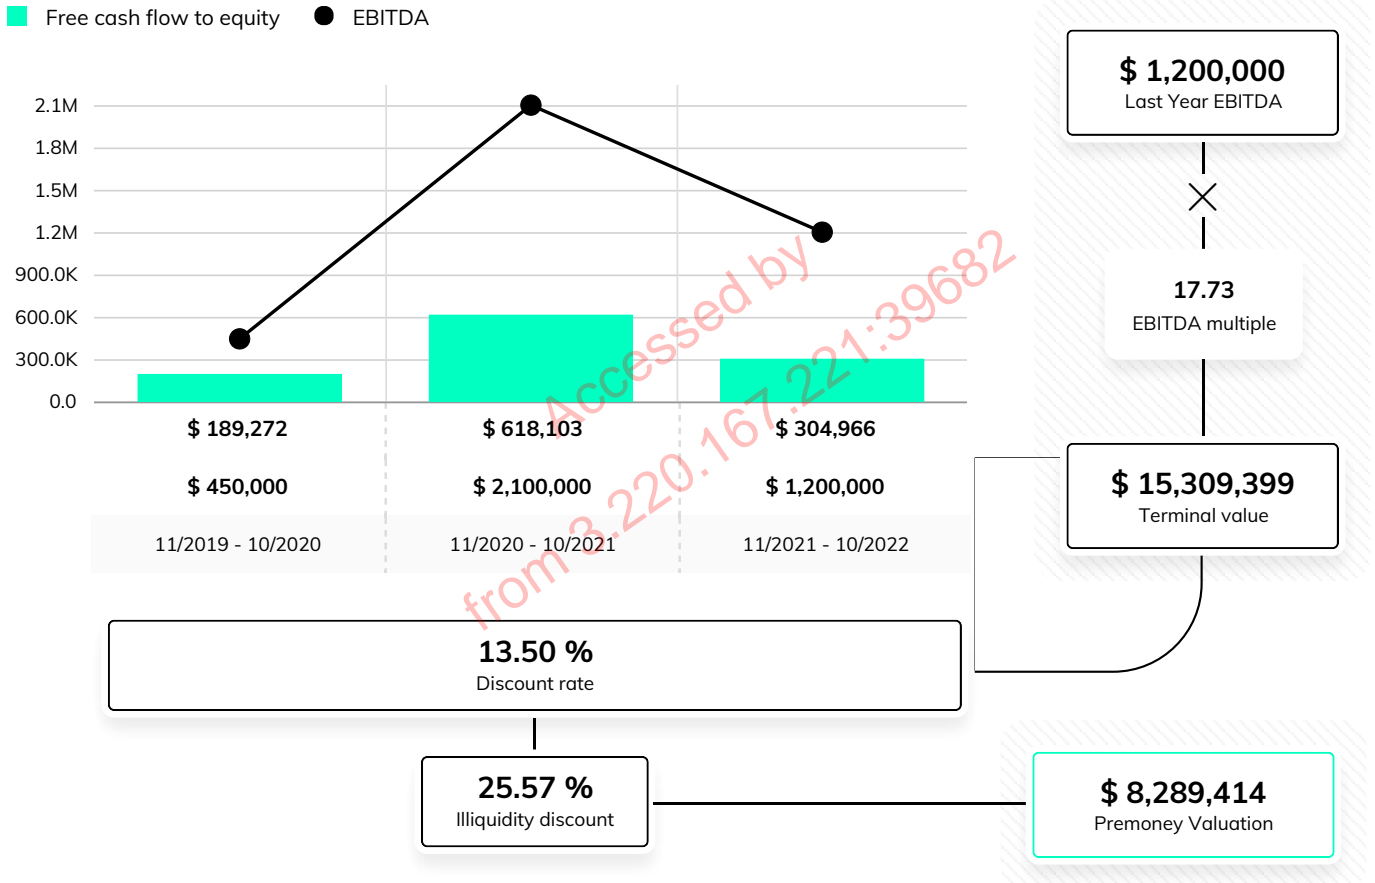 Free cash flow to equity EBITDA
$ 1,200,000
Last Year EBITDA
2.1M
1.8M
1.5M
1.2M
900.0K
600.0K
300.0K
0.0
17.73
EBITDA multiple
$ 189,272 $ 618,103 $ 304,966
$ 450,000 $ 2,100,000 $ 1,200,000
11/2019 - 10/2020 11/2020 - 10/2021 11/2021 - 10/2022
$ 15,309,399
Terminal value
13.50 %
Discount rate
25.57 %
Illiquidity discount
$ 8,289,414
Premoney Valuation
Accessed by
from 3.220.167.221:39682